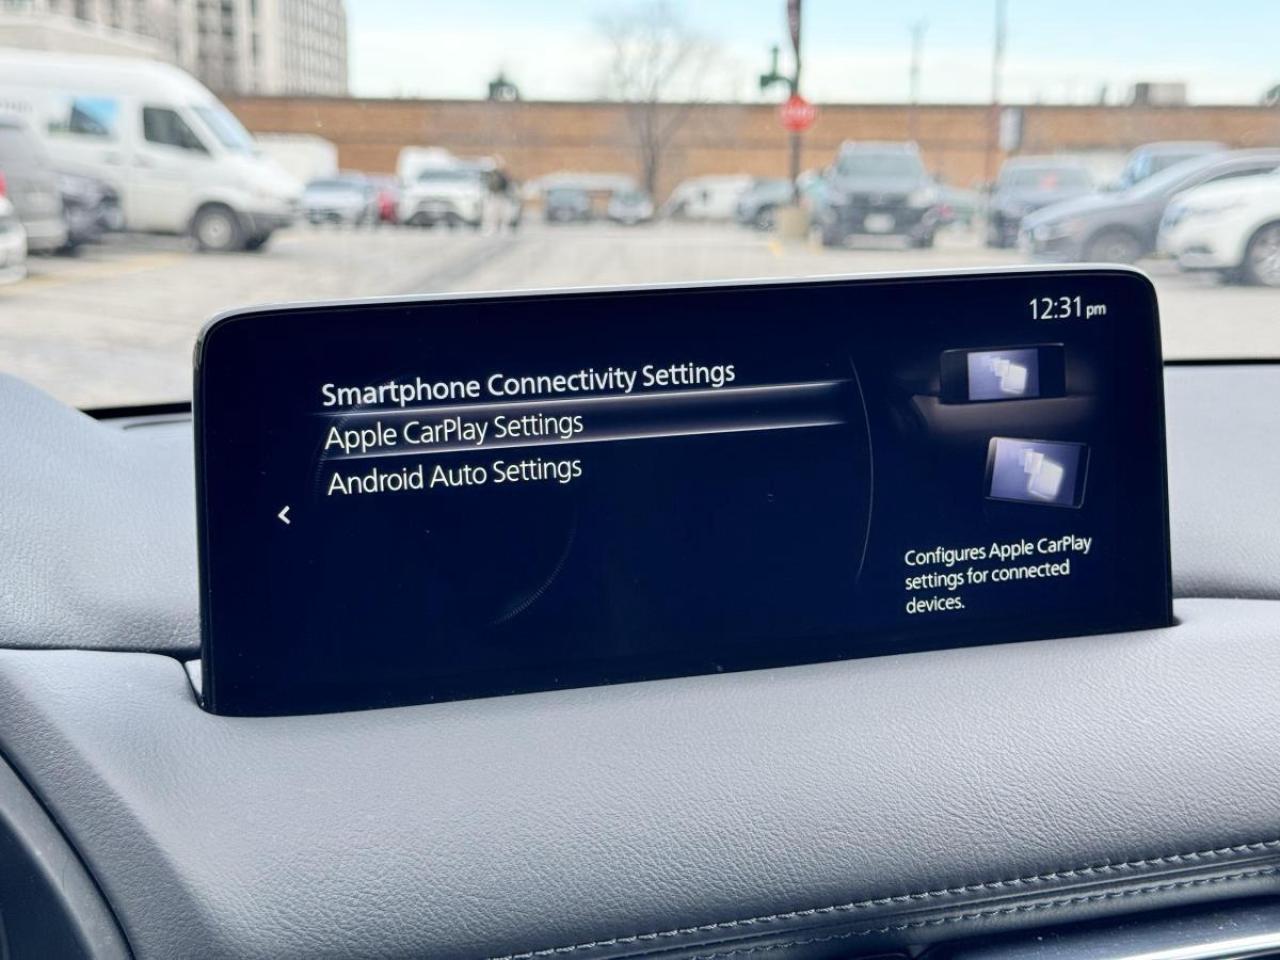 12:31 pm
Smartphone Connectivity Settings
Apple CarPlay Settings
Android Auto Settings
Configures Apple CarPlay
settings for connected
devices.